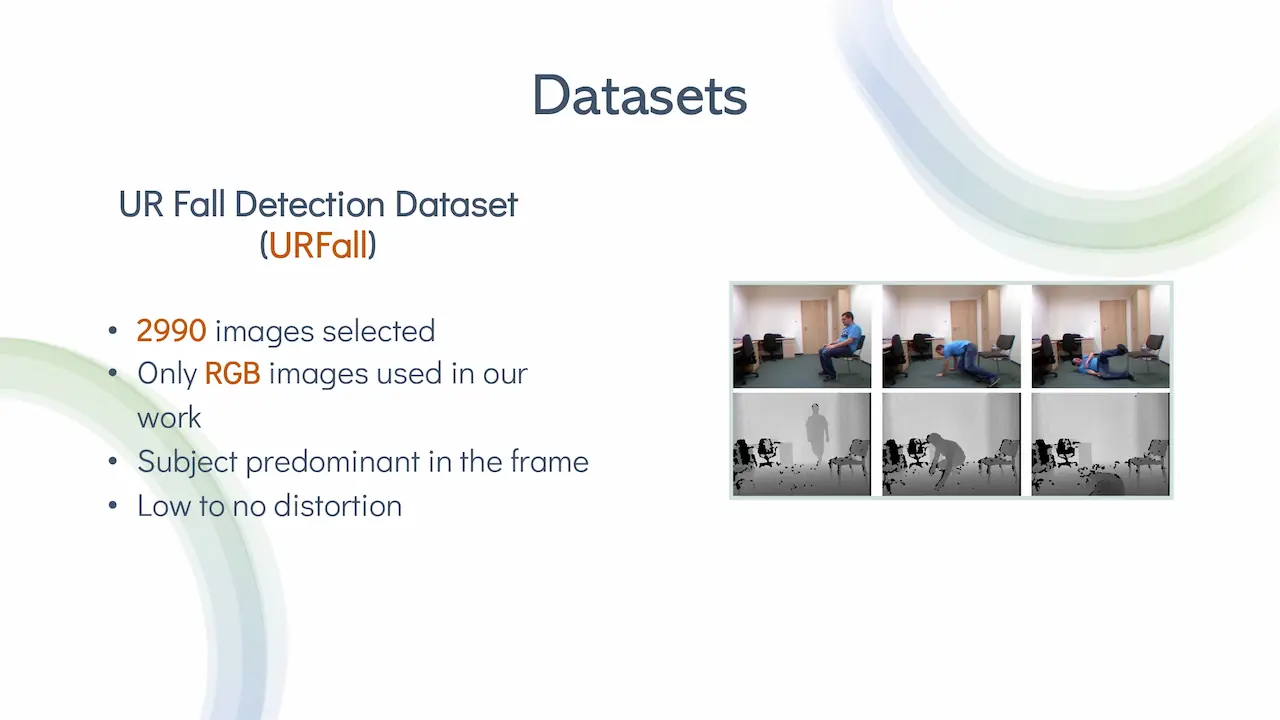 Datasets
UR Fall Detection Dataset
(URFall)
• 2990 images selected
• Only RGB images used in our
work
• Subject predominant in the frame
• Low to no distortion